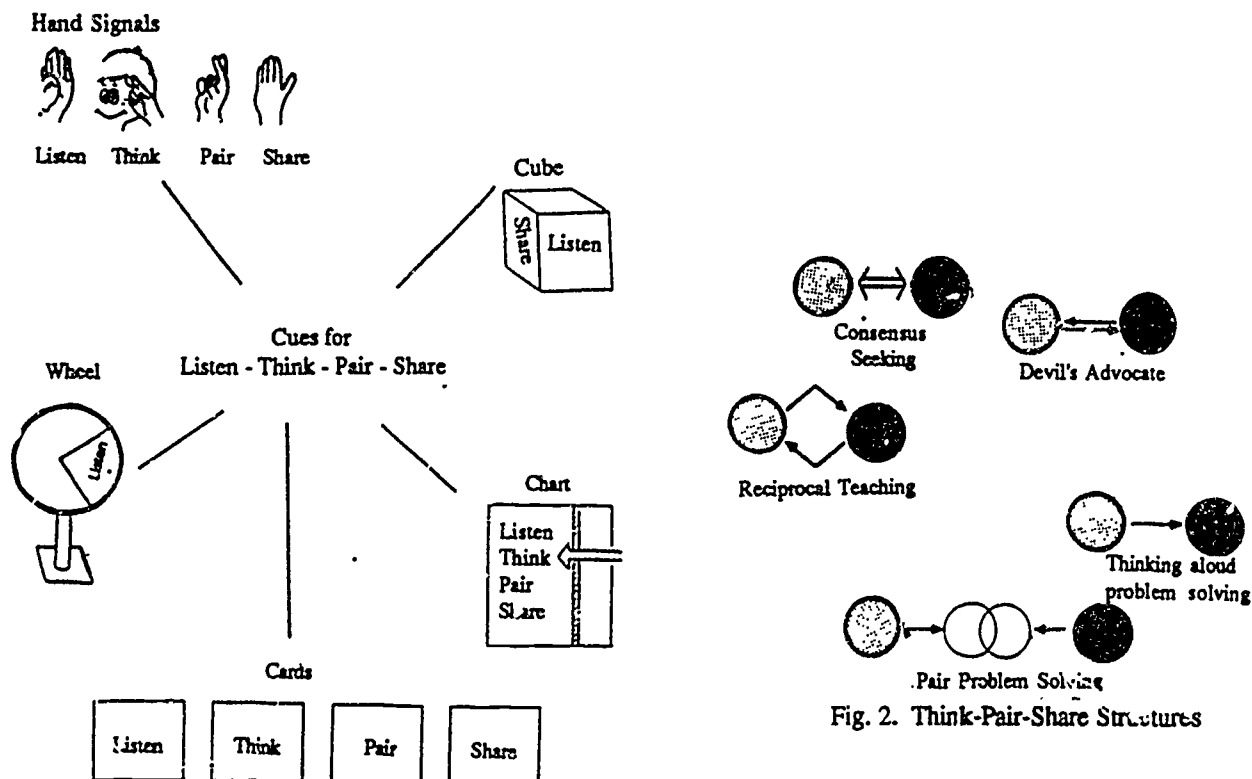 Hand Signals
Listen Think Pair Share
Cube
Share
Listen
Cues for
Listen - Think - Pair - Share
Wheel
Listen
Chart
Listen
Think
Pair
Share
Cards
Listen Think Pair Share
Consensus
Seeking
Devil's Advocate
Reciprocal Teaching
Thinking aloud
problem solving
Pair Problem Solving
Fig. 2. Think-Pair-Share Structures